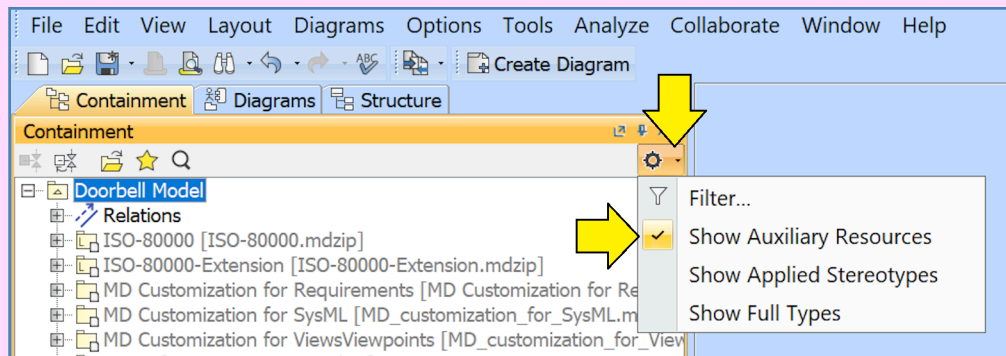 File Edit View Layout Diagrams Options Tools Analyze Collaborate Window Help
ABC Create Diagram
Containment Diagrams Structure
Containment
Doorbell Model
Filter...
Relations
Show Auxiliary Resources
ISO-80000 [ISO-80000.mdzip]
ISO-80000-Extension [ISO-80000-Extension.mdzip]
Show Applied Stereotypes
MD Customization for Requirements [MD Customization for Re
Show Full Types
MD Customization for SysML [MD_customization_for_SysML.m
MD Customization for ViewsViewpoints [MD_customization_for_View